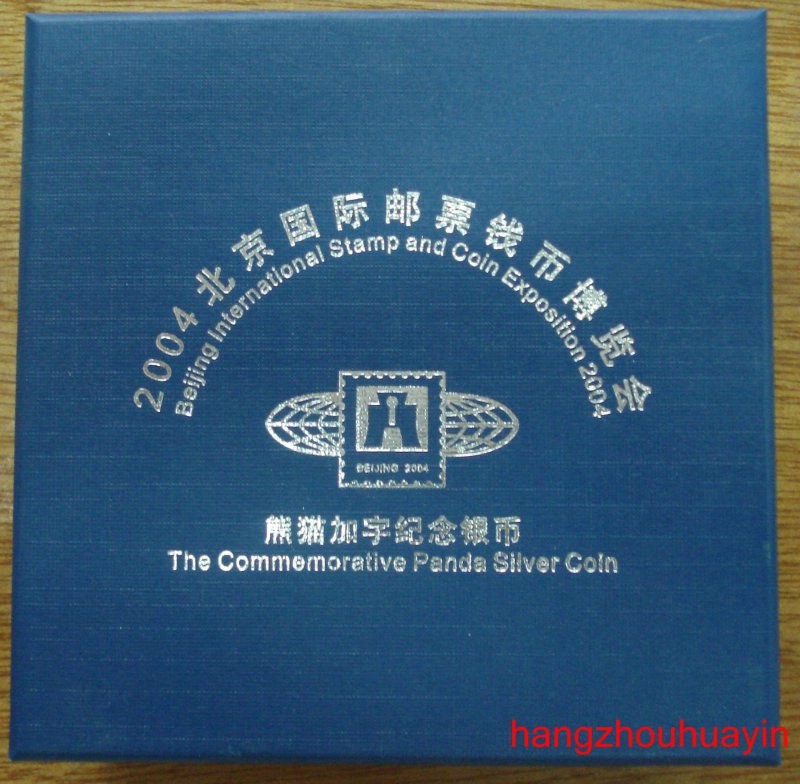 2004北京国际邮票钱币博览会
Beijing International Stamp and Coin Exposition 2004
BEIJING 2004
熊猫加字纪念银币
The Commemorative Panda Silver Coin
hangzhouhuayin